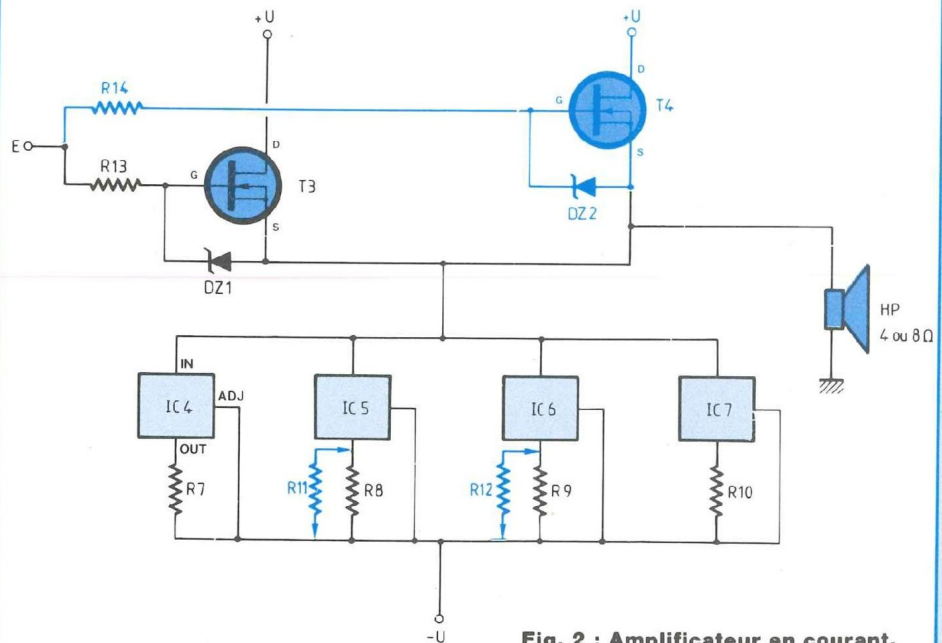 +U
+U
R14
D
G
T4
E
R13
D
S
G
T3
DZ2
S
DZ1
HP
4 ou 8Ω
IN
IC4
ADJ
IC5
IC6
IC7
OUT
R7
R11
R8
R12
R9
R10
-U
Fig. 2 : Amplificateur en courant.